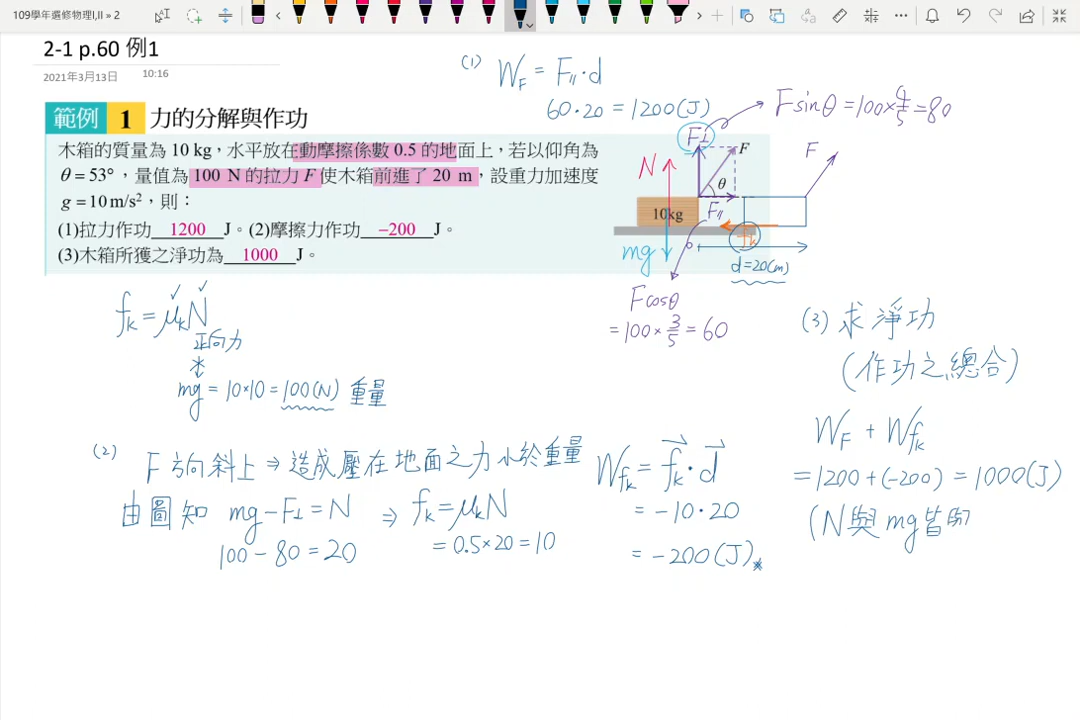 109學年選修物理I,II » 2
2-1 p.60 例1
2021年3月13日 10:16
範例 1 力的分解與作功
木箱的質量為 10 kg，水平放在動摩擦係數 0.5 的地面上，若以仰角為
θ = 53°，量值為 100 N 的拉力 F 使木箱前進了 20 m，設重力加速度
g = 10 m/s²，則：
(1)拉力作功 1200 J。(2)摩擦力作功 −200 J。
(3)木箱所獲之淨功為 1000 J。
(1) W_F = F∥·d
60·20 = 1200(J)
F sinθ = 100×4/5 = 80
F⊥
F
F
N
θ
10kg
F∥
fk
mg
d=20(m)
Fcosθ
= 100×3/5 = 60
fk = μkN
正向力
mg = 10×10 = 100(N) 重量
(2) F方向斜上 ⇒ 造成壓在地面之力小於重量
由圖知 mg − F⊥ = N ⇒ fk = μkN
100 − 80 = 20
= 0.5×20 = 10
Wfk = fk · d
= −10·20
= −200(J)
(3) 求淨功
(作功之總合)
W_F + Wfk
= 1200 + (−200) = 1000(J)
(N與mg皆